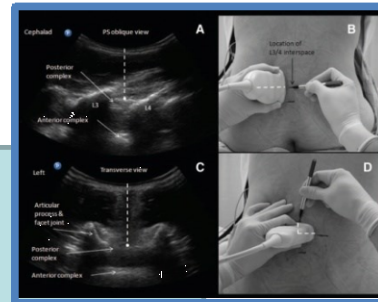 Cephalad
PS oblique view
A
Posterior
complex
L3
L4
Anterior complex
B
Location of
L3/4 interspace
Left
Transverse view
C
Articular
process &
facet joint
Posterior
complex
Anterior complex
D